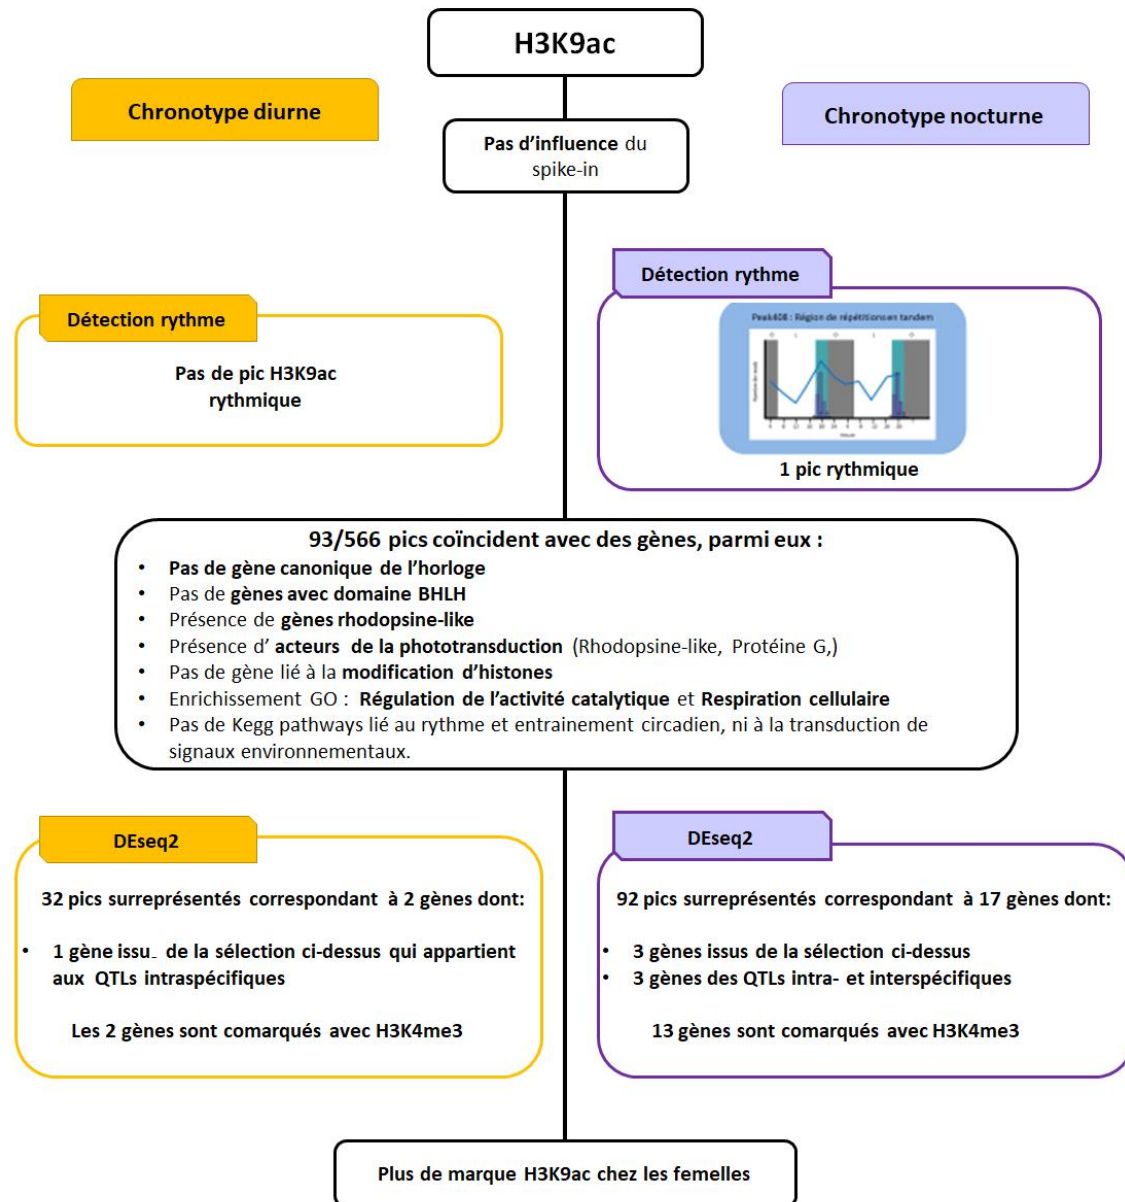 H3K9ac
Chronotype diurne
Chronotype nocturne
Pas d'influence du
spike-in
Détection rythme
Pas de pic H3K9ac
rythmique
Détection rythme
Peak408 : Région de répétitions en tandem
1 pic rythmique
93/566 pics coïncident avec des gènes, parmi eux :
• Pas de gène canonique de l'horloge
• Pas de gènes avec domaine BHLH
• Présence de gènes rhodopsine-like
• Présence d' acteurs de la phototransduction (Rhodopsine-like, Protéine G,)
• Pas de gène lié à la modification d'histones
• Enrichissement GO : Régulation de l'activité catalytique et Respiration cellulaire
• Pas de Kegg pathways lié au rythme et entrainement circadien, ni à la transduction de
signaux environnementaux.
DEseq2
32 pics surreprésentés correspondant à 2 gènes dont:
• 1 gène issu de la sélection ci-dessus qui appartient
aux QTLs intraspécifiques
Les 2 gènes sont comarqués avec H3K4me3
DEseq2
92 pics surreprésentés correspondant à 17 gènes dont:
• 3 gènes issus de la sélection ci-dessus
• 3 gènes des QTLs intra- et interspécifiques
13 gènes sont comarqués avec H3K4me3
Plus de marque H3K9ac chez les femelles